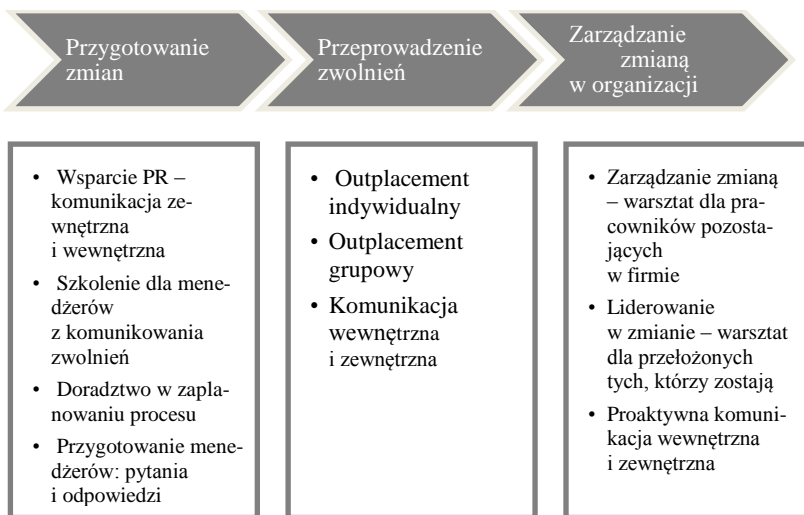 Przygotowanie
zmian
Przeprowadzenie
zwolnień
Zarządzanie
zmianą
w organizacji
• Wsparcie PR –
komunikacja ze-
wnętrzna
i wewnętrzna
• Szkolenie dla mene-
dżerów
z komunikowania
zwolnień
• Doradztwo w zapla-
nowaniu procesu
• Przygotowanie mene-
dżerów: pytania
i odpowiedzi
• Outplacement
indywidualny
• Outplacement
grupowy
• Komunikacja
wewnętrzna
i zewnętrzna
• Zarządzanie zmianą
– warsztat dla pra-
cowników pozosta-
jących
w firmie
• Liderowanie
w zmianie – warsztat
dla przełożonych
tych, którzy zostają
• Proaktywna komuni-
kacja wewnętrzna
i zewnętrzna